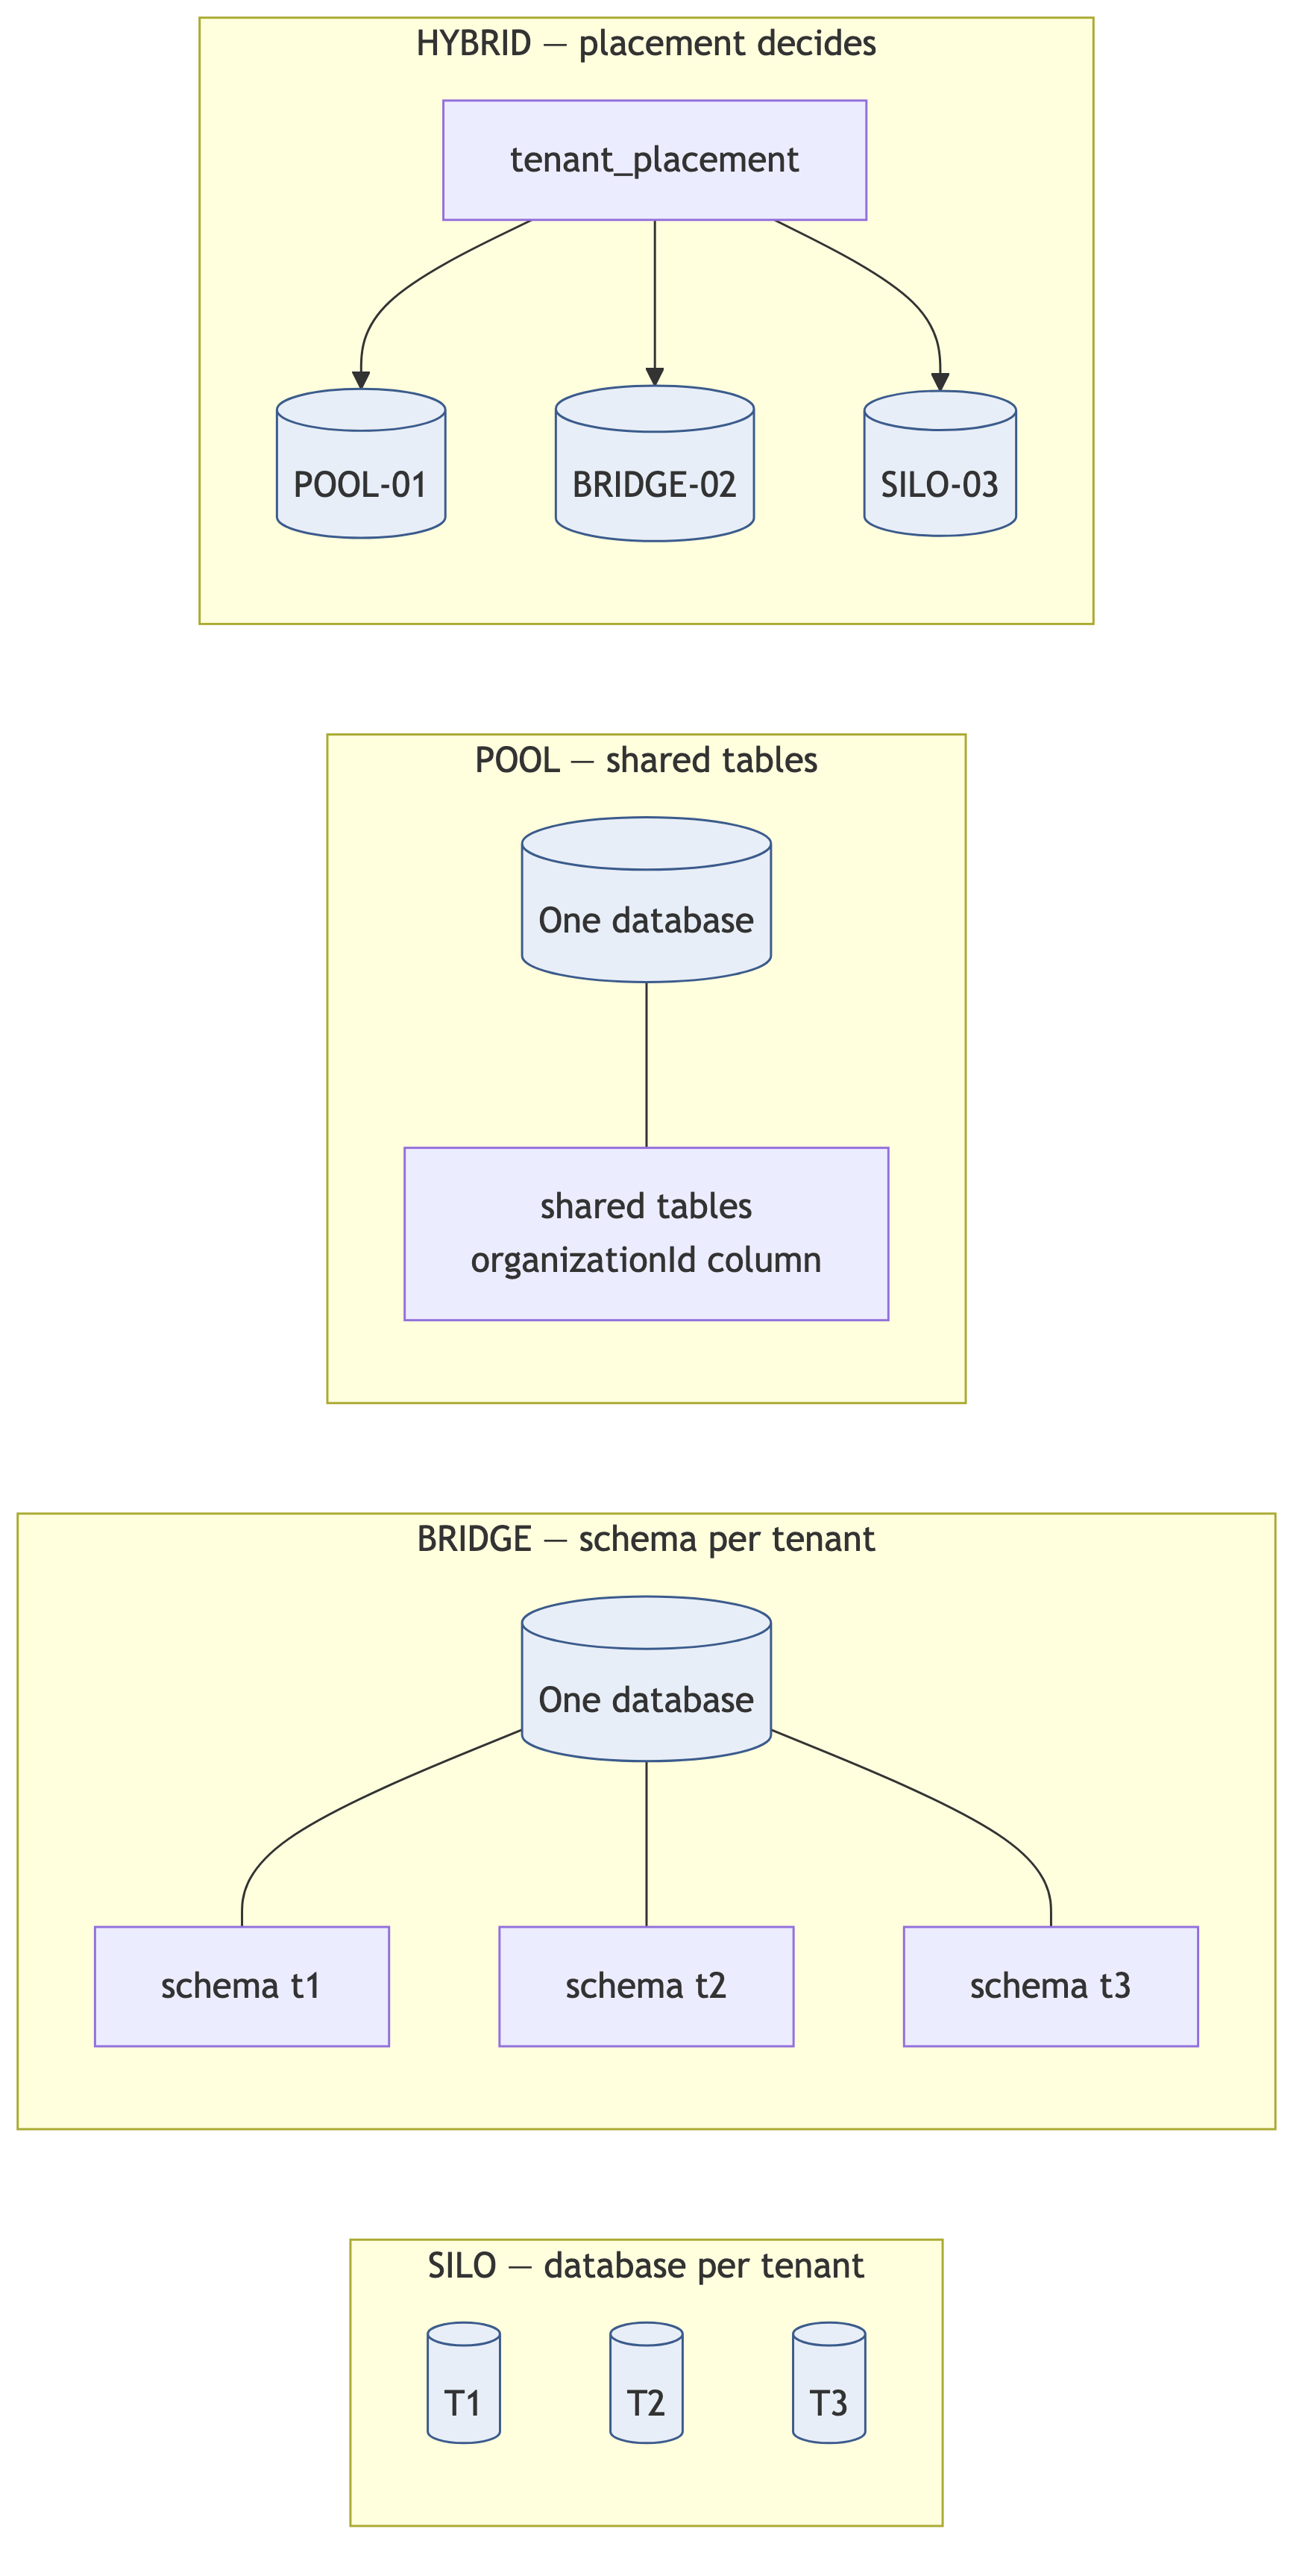 HYBRID — placement decides
tenant_placement
POOL-01
BRIDGE-02
SILO-03
POOL — shared tables
One database
shared tables
organizationId column
BRIDGE — schema per tenant
One database
schema t1
schema t2
schema t3
SILO — database per tenant
T1
T2
T3